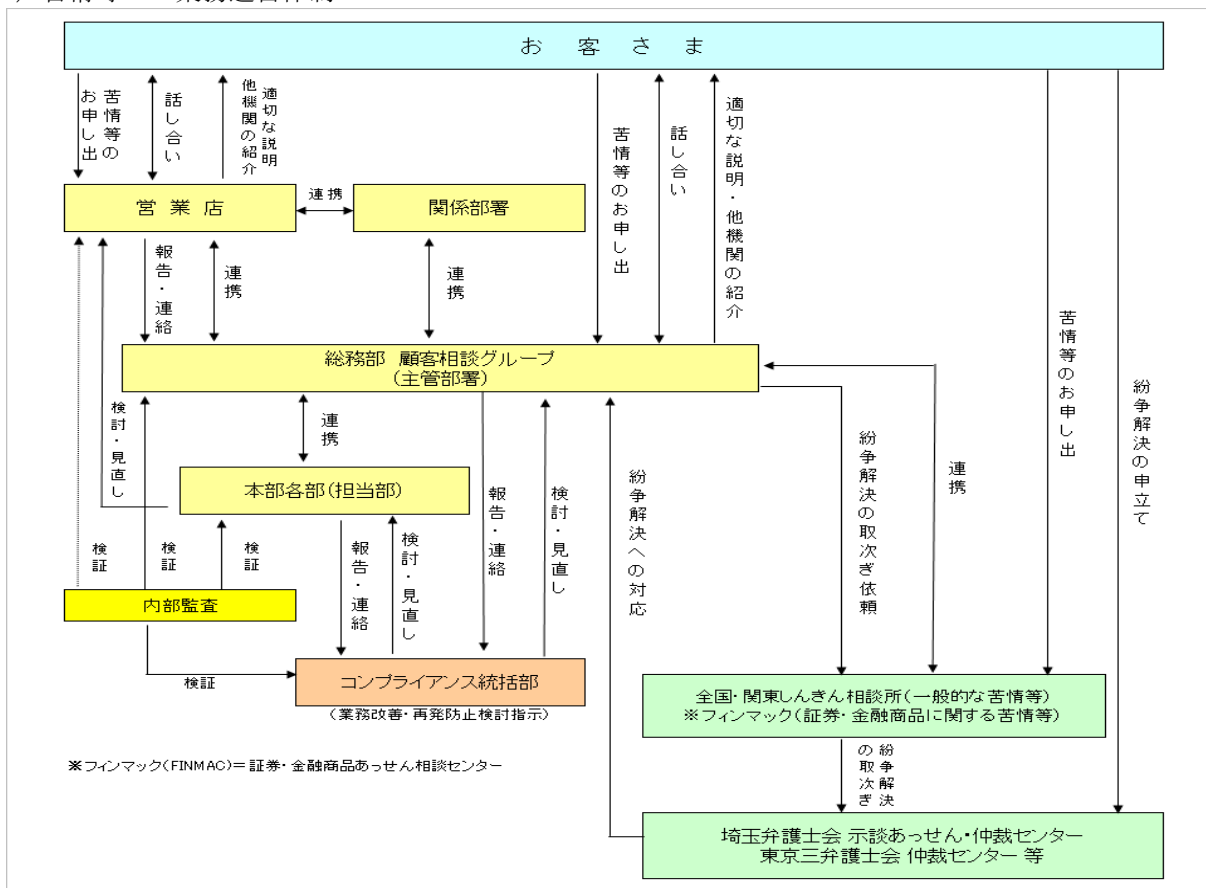 お 客 さ ま
苦情等の
お申し出
話し合い
適切な説明
他機関の紹介
苦情等のお申し出
話し合い
適切な説明・他機関の紹介
営 業 店
連携
関係部署
報告・連絡
連携
連携
総務部 顧客相談グループ
(主管部署)
検討・見直し
連携
本部各部(担当部)
検証
検証
検証
報告・連絡
検討・見直し
報告・連絡
検討・見直し
紛争解決への対応
紛争解決の取次ぎ依頼
連携
苦情等のお申し出
紛争解決の申立て
内部監査
検証
コンプライアンス統括部
(業務改善・再発防止検討指示)
全国・関東しんきん相談所(一般的な苦情等)
※フィンマック(証券・金融商品に関する苦情等)
紛争解決
の取次ぎ
※フィンマック(FINMAC)=証券・金融商品あっせん相談センター
埼玉弁護士会 示談あっせん・仲裁センター
東京三弁護士会 仲裁センター 等